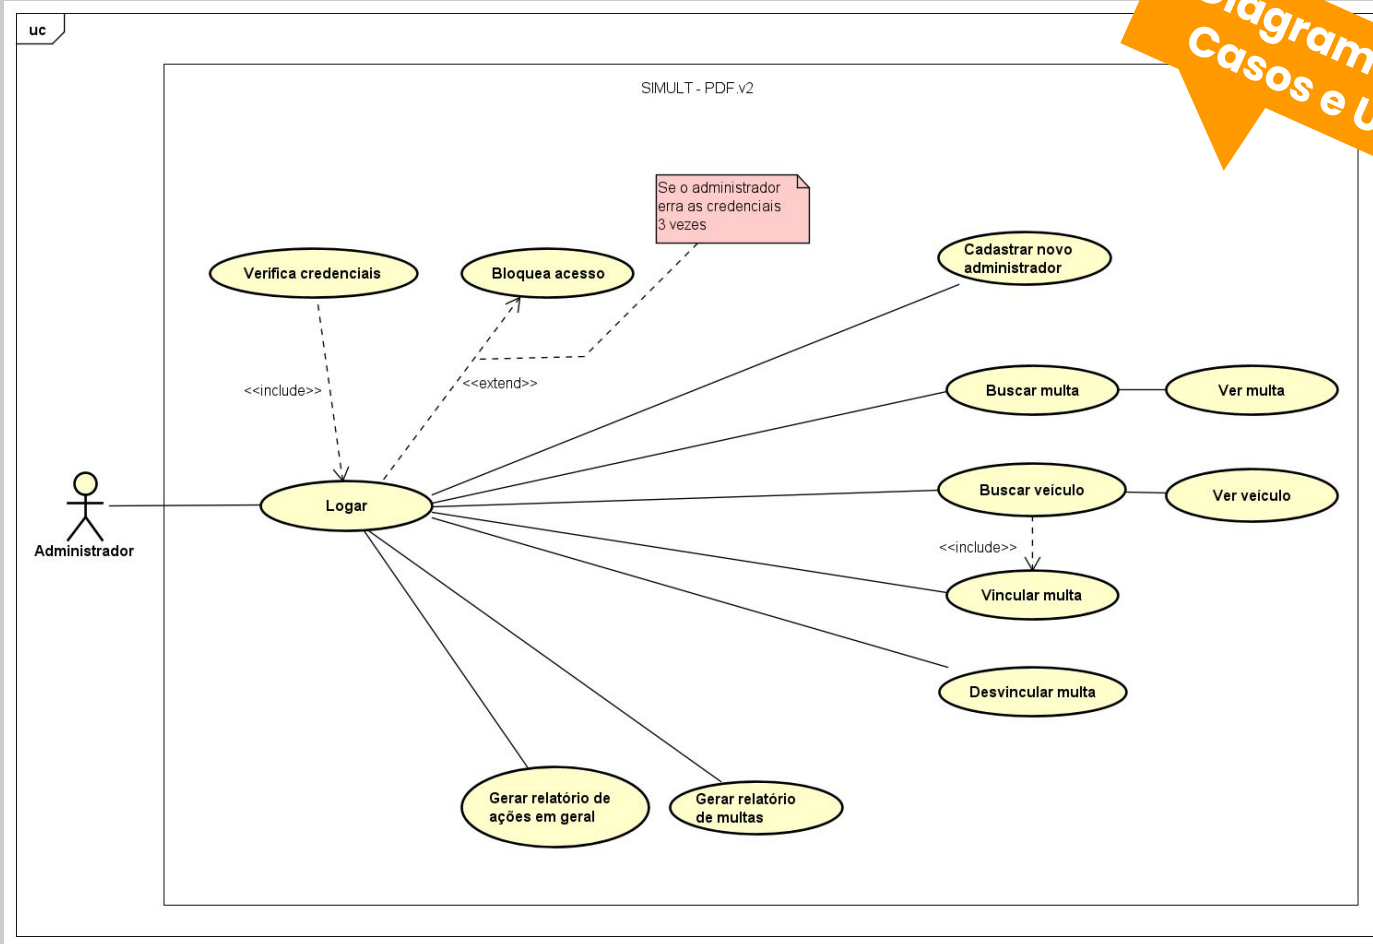 uc
Casos e
SIMULT - PDF.v2
Se o administrador
erra as credenciais
3 vezes
Verifica credenciais
Bloquea acesso
Cadastrar novo
administrador
<<include>>
<<extend>>
Buscar multa
Ver multa
Logar
Buscar veículo
Ver veículo
Administrador
<<include>>
Vincular multa
Desvincular multa
Gerar relatório de
ações em geral
Gerar relatório
de multas